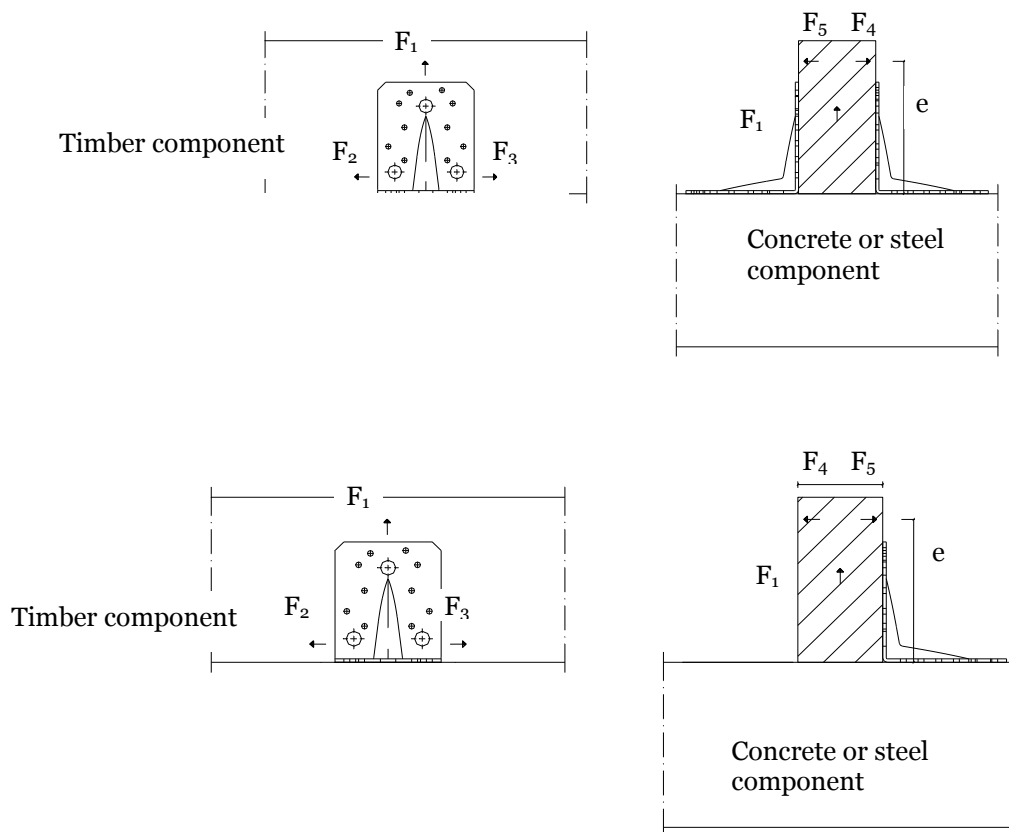 F₁
F₅ F₄
Timber component
F₂ F₃
F₁
e
Concrete or steel
component
F₁
F₄ F₅
Timber component
F₂ F₃
F₁
e
Concrete or steel
component